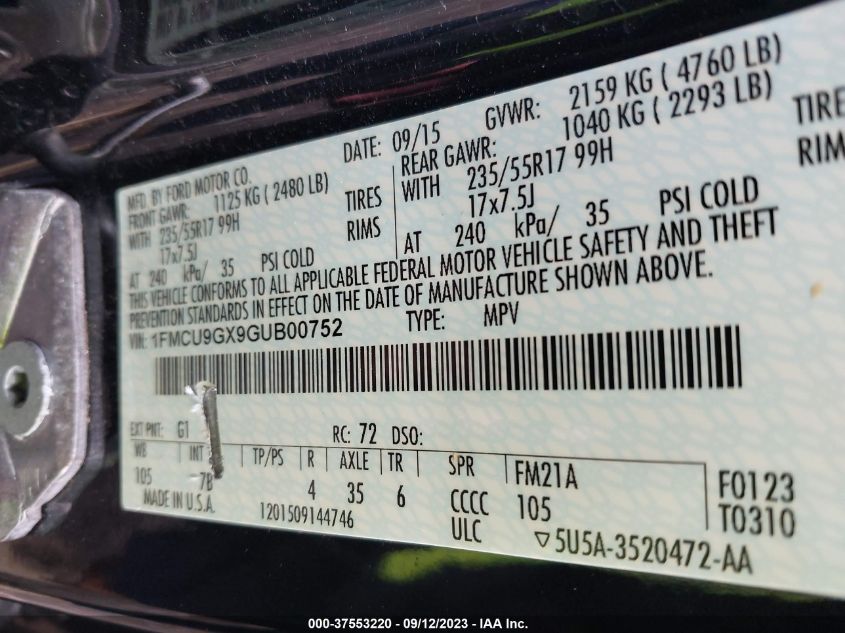 MFD. BY FORD MOTOR CO.
DATE: 09/15 GVWR: 2159 KG ( 4760 LB)
FRONT GAWR: 1125 KG ( 2480 LB)
REAR GAWR: 1040 KG ( 2293 LB)
WITH 235/55R17 99H TIRES
WITH 235/55R17 99H TIRES
17x7.5J RIMS
17x7.5J RIMS
AT 240 kPa/ 35 PSI COLD
AT 240 kPa/ 35 PSI COLD
THIS VEHICLE CONFORMS TO ALL APPLICABLE FEDERAL MOTOR VEHICLE SAFETY AND THEFT
PREVENTION STANDARDS IN EFFECT ON THE DATE OF MANUFACTURE SHOWN ABOVE.
VIN: 1FMCU9GX9GUB00752 TYPE: MPV
EXT PNT: G1 RC: 72 DSO:
WB INT TP/PS R AXLE TR SPR FM21A F0123
105 7B 4 35 6 CCCC 105 T0310
MADE IN U.S.A. 1201509144746 ULC 5U5A-3520472-AA
000-37553220 - 09/12/2023 - IAA Inc.